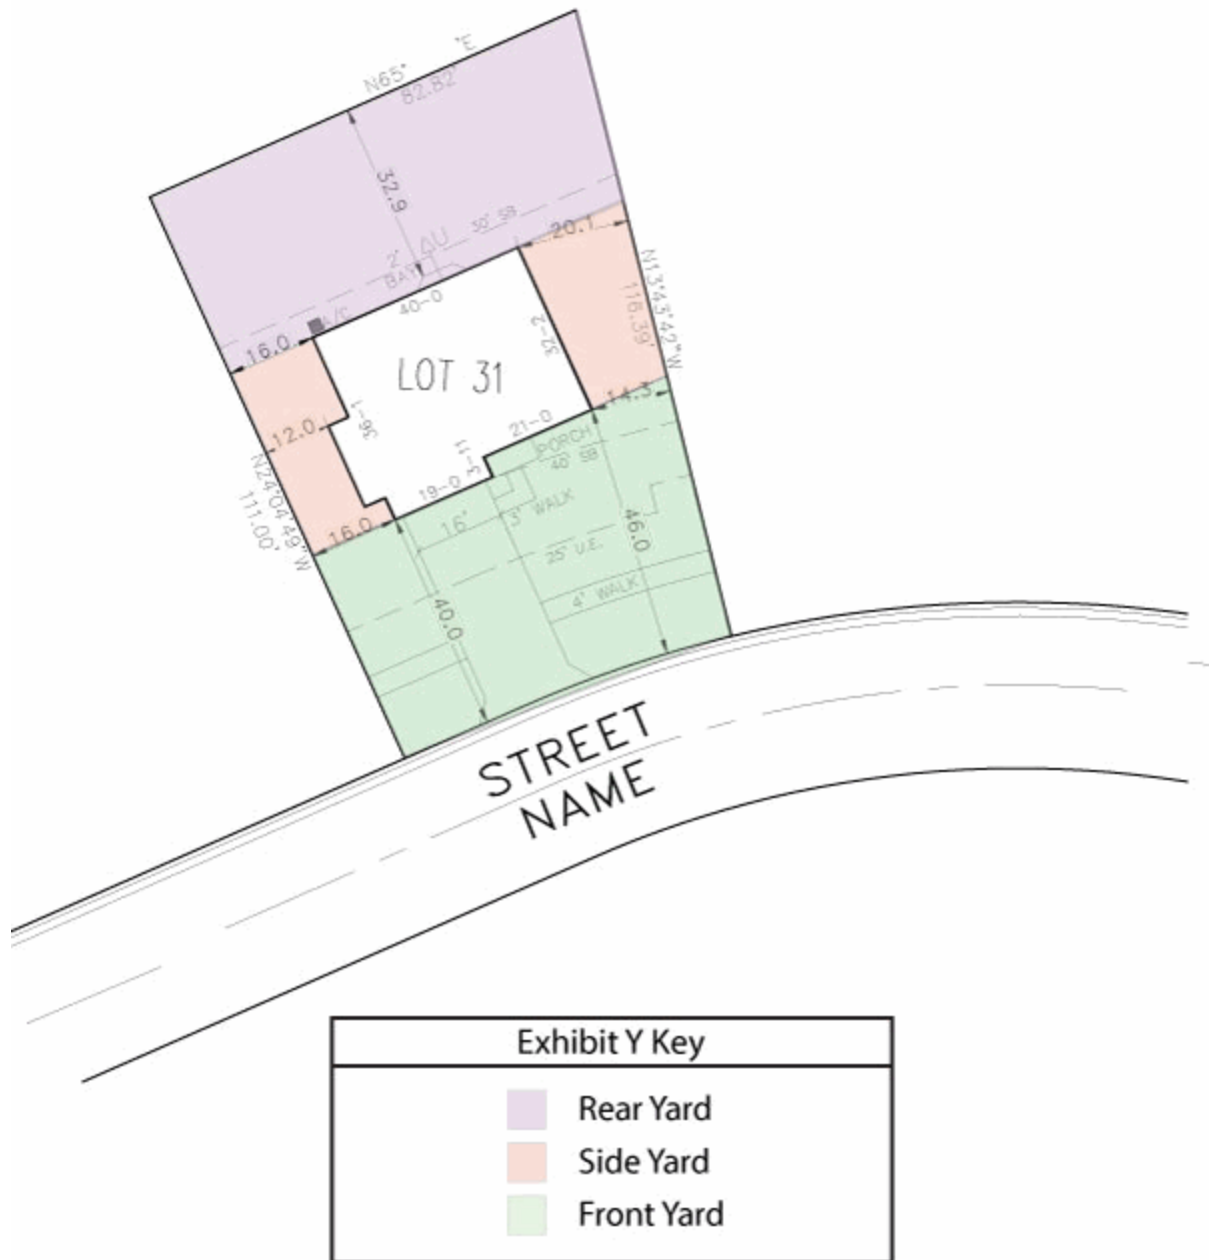 N65° °E
82.82'
32.9
30' SB
2'
BAY
A/C
40-0
20.1
16.0
N13°43'42"W
116.39'
32-2
LOT 31
36-1
12.0
14.3
21-0
PORCH
3-11
40' SB
19-0
N24°04'49"W
111.00'
16.0
16'
3' WALK
46.0
25' U.E.
4' WALK
40.0
STREET
NAME
Exhibit Y Key
Rear Yard
Side Yard
Front Yard